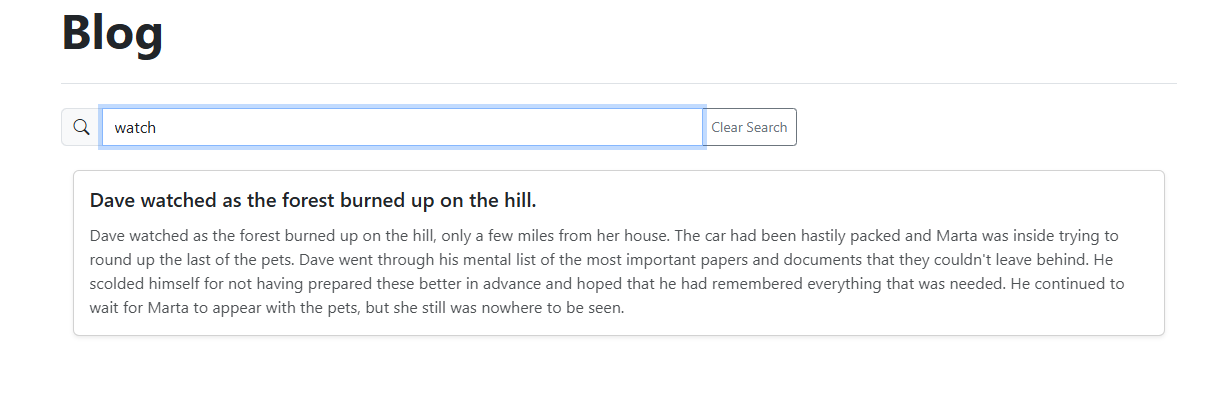 Blog
watch
Clear Search
Dave watched as the forest burned up on the hill.
Dave watched as the forest burned up on the hill, only a few miles from her house. The car had been hastily packed and Marta was inside trying to
round up the last of the pets. Dave went through his mental list of the most important papers and documents that they couldn't leave behind. He
scolded himself for not having prepared these better in advance and hoped that he had remembered everything that was needed. He continued to
wait for Marta to appear with the pets, but she still was nowhere to be seen.